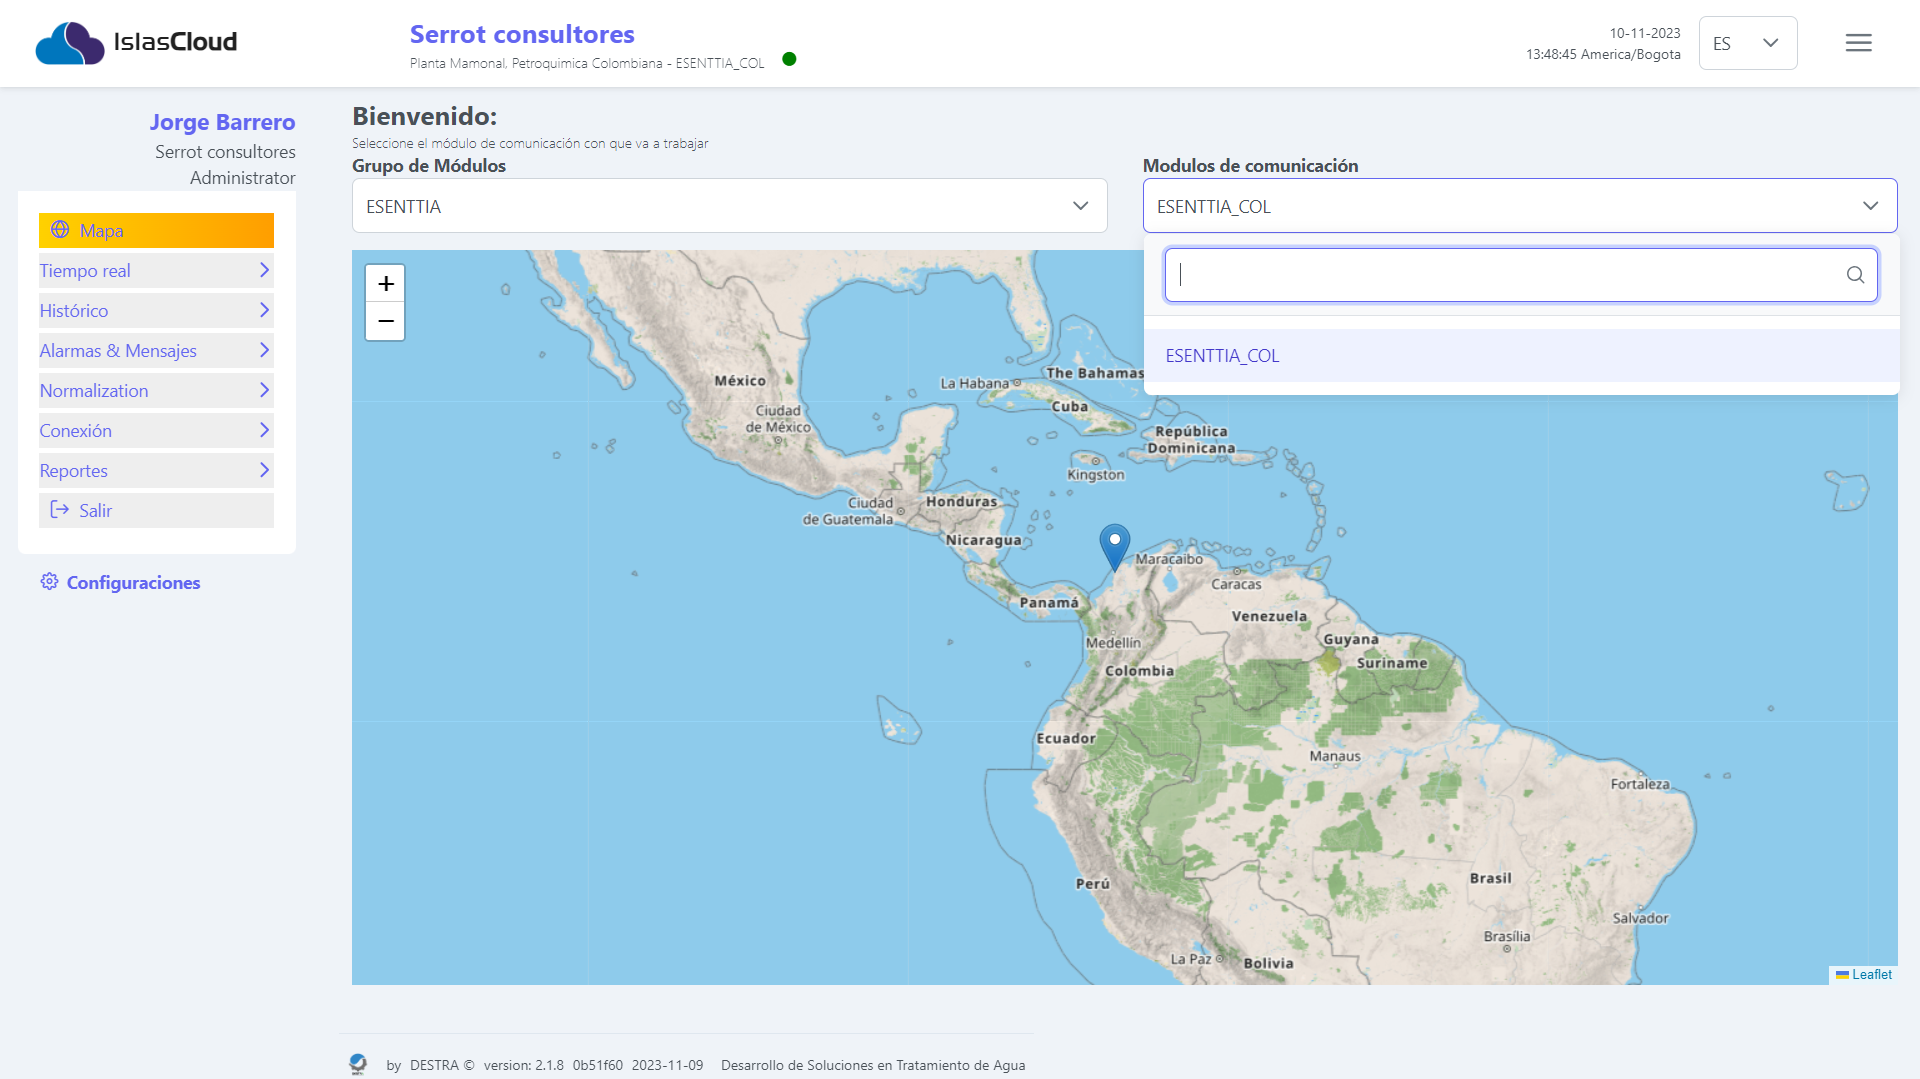 IslasCloud
Serrot consultores
Planta Mamonal, Petroquimica Colombiana - ESENTTIA_COL
10-11-2023
13:48:45 America/Bogota
ES
Jorge Barrero
Serrot consultores
Administrator
Mapa
Tiempo real
Histórico
Alarmas & Mensajes
Normalization
Conexión
Reportes
Salir
Configuraciones
Bienvenido:
Seleccione el módulo de comunicación con que va a trabajar
Grupo de Módulos
ESENTTIA
Modulos de comunicación
ESENTTIA_COL
ESENTTIA_COL
+
−
México
Ciudad
de México
La Habana
The Bahamas
Cuba
República
Dominicana
Kingston
Ciudad
de Guatemala
Honduras
Nicaragua
Maracaibo
Caracas
Panamá
Venezuela
Medellín
Guyana
Suriname
Colombia
Ecuador
Manaus
Fortaleza
Perú
Brasil
Salvador
Brasília
La Paz
Bolivia
Leaflet
by DESTRA © version: 2.1.8 0b51f60 2023-11-09 Desarrollo de Soluciones en Tratamiento de Agua